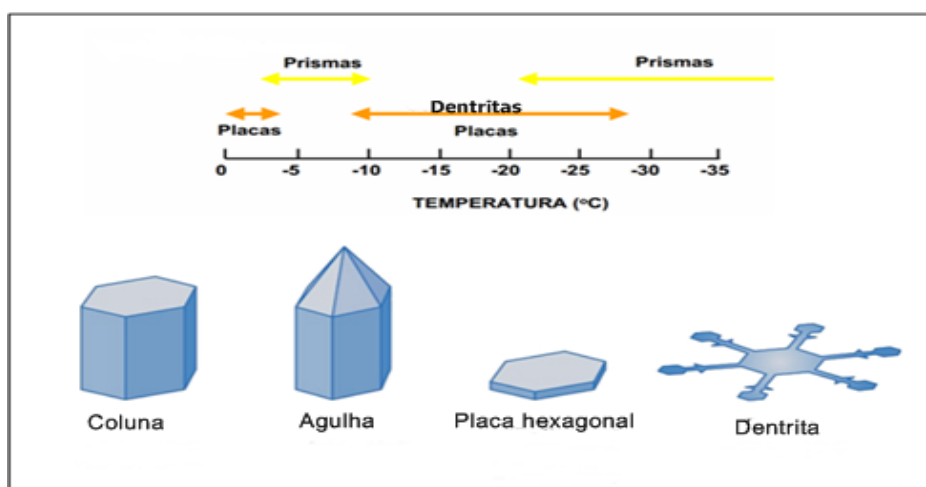 Prismas Prismas
Dentritas
Placas Placas
0 -5 -10 -15 -20 -25 -30 -35
TEMPERATURA (ºC)
Coluna Agulha Placa hexagonal Dentrita